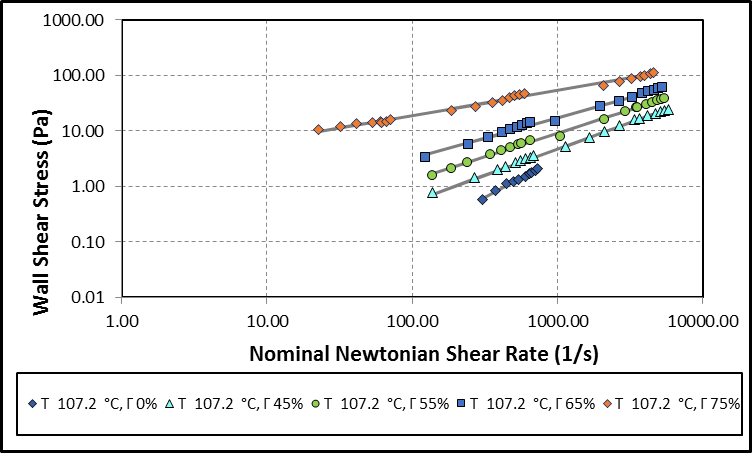 1000.00
100.00
10.00
1.00
0.10
0.01
Wall Shear Stress (Pa)
1.00 10.00 100.00 1000.00 10000.00
Nominal Newtonian Shear Rate (1/s)
T 107.2 °C, Γ 0% T 107.2 °C, Γ 45% T 107.2 °C, Γ 55% T 107.2 °C, Γ 65% T 107.2 °C, Γ 75%